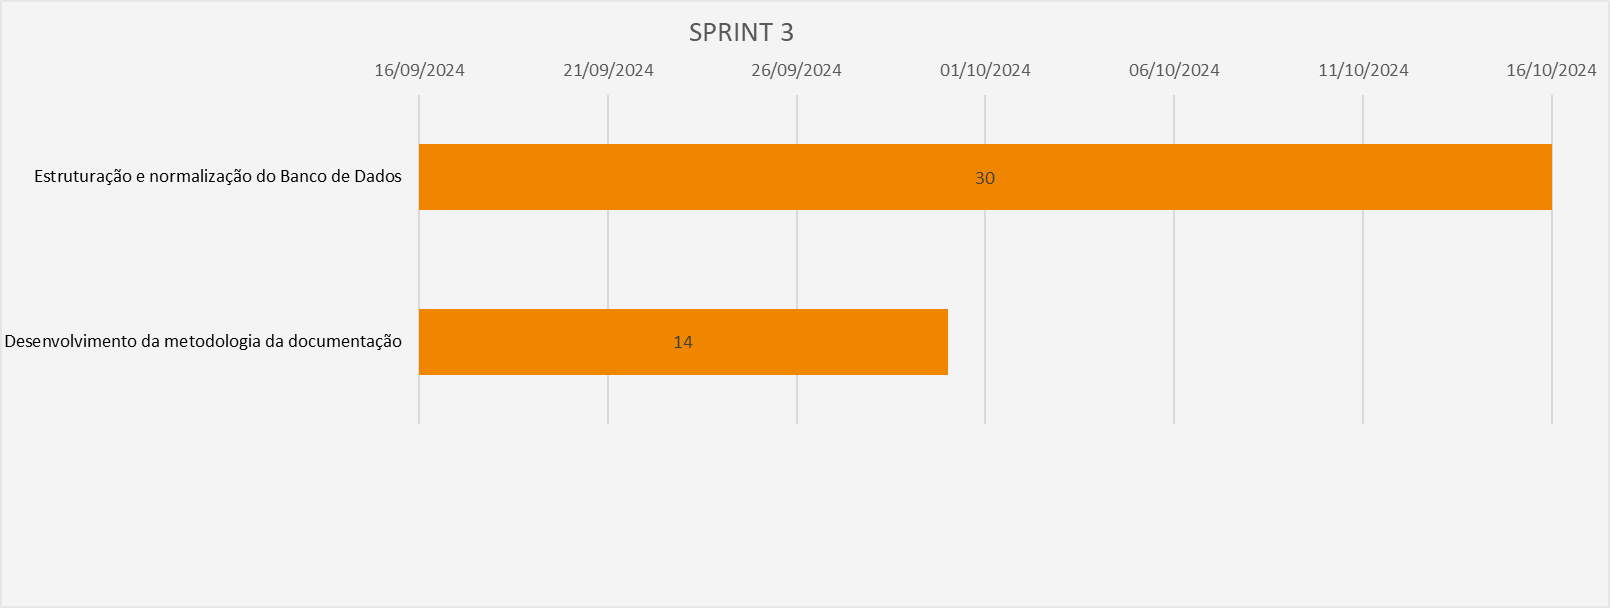 SPRINT 3
16/09/2024 21/09/2024 26/09/2024 01/10/2024 06/10/2024 11/10/2024 16/10/2024
Estruturação e normalização do Banco de Dados 30
Desenvolvimento da metodologia da documentação 14